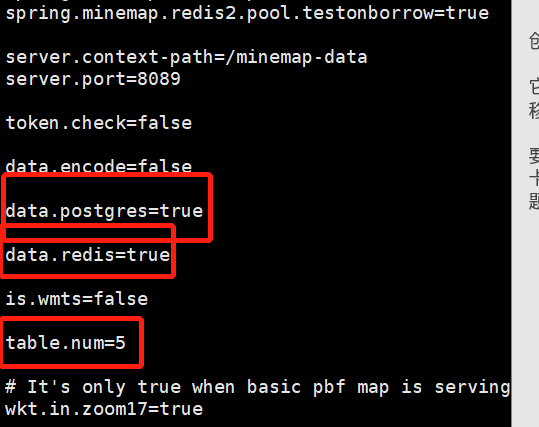 spring.minemap.redis2.pool.testonborrow=true
server.context-path=/minemap-data
server.port=8089
token.check=false
data.encode=false
data.postgres=true
data.redis=true
is.wmts=false
table.num=5
# It's only true when basic pbf map is serving
wkt.in.zoom17=true
创
它
移
要
卡
题